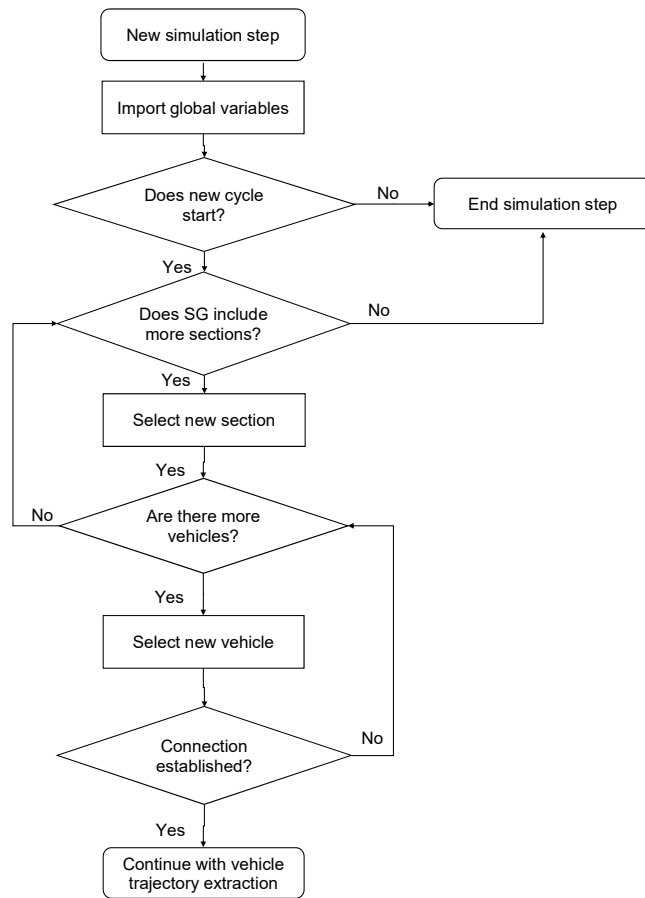 New simulation step
Import global variables
Does new cycle
start?
No
End simulation step
Yes
Does SG include
more sections?
No
Yes
Select new section
Yes
Are there more
vehicles?
No
Yes
Select new vehicle
Connection
established?
No
Yes
Continue with vehicle
trajectory extraction